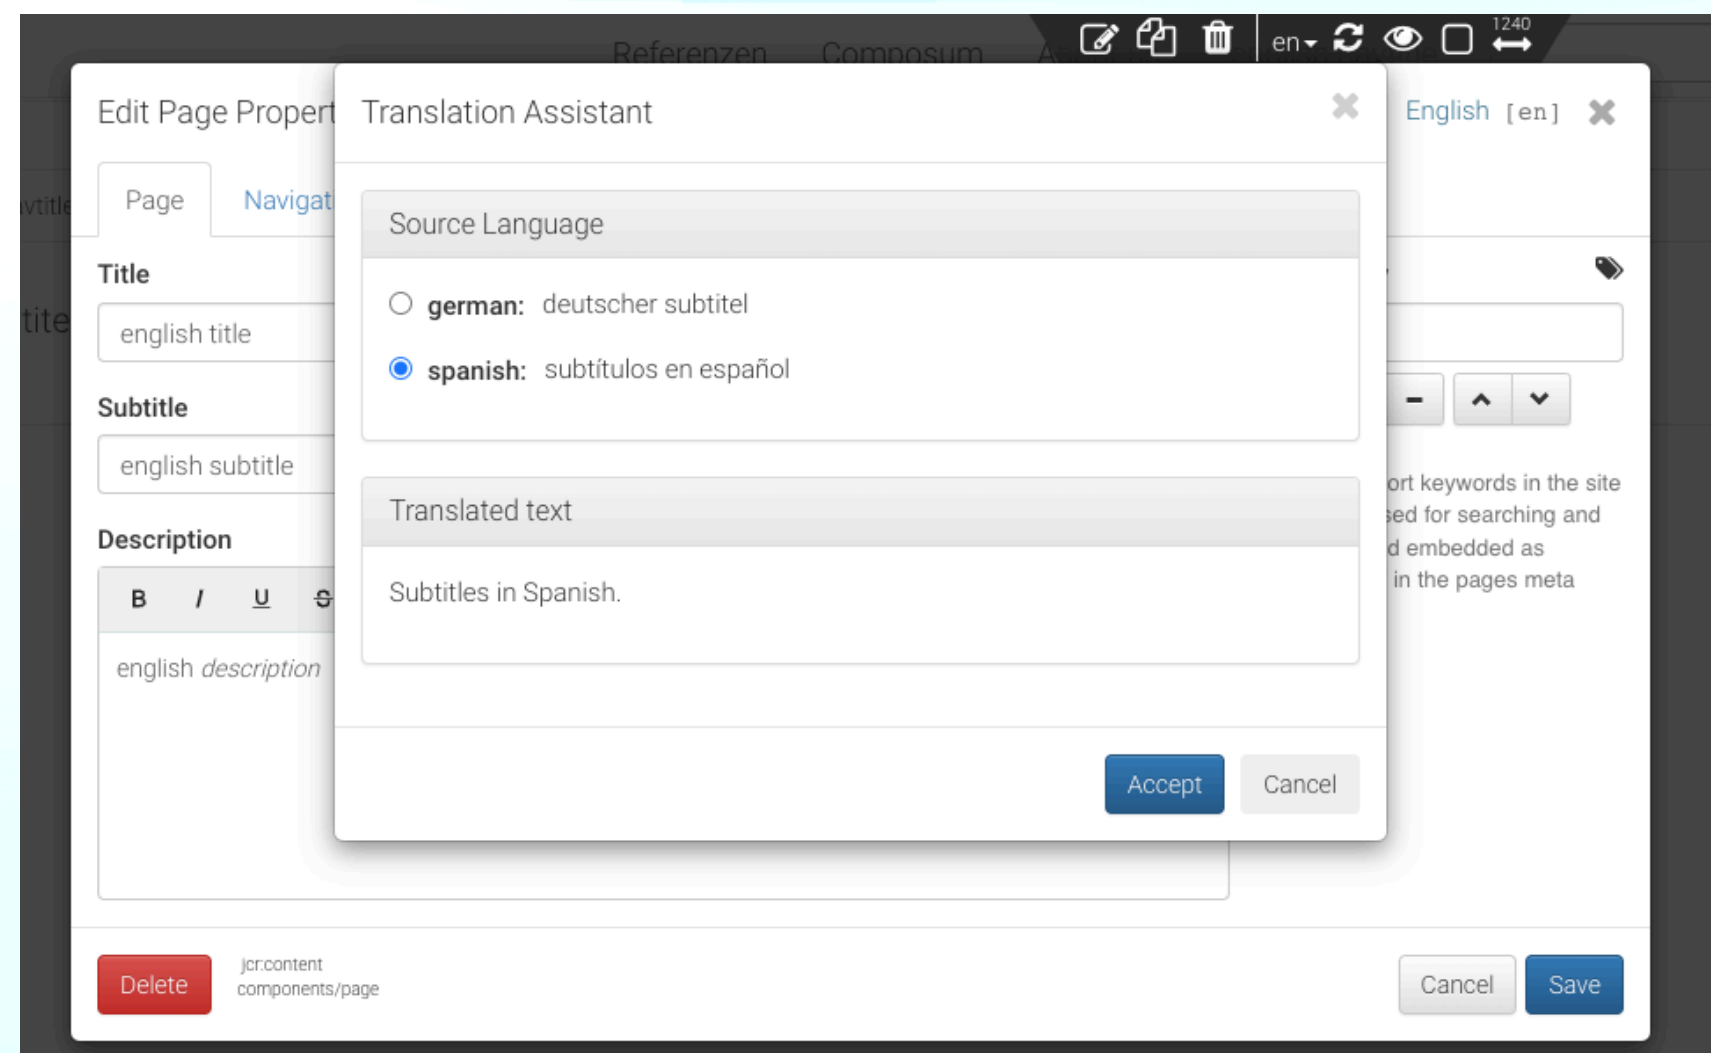 Referenzen Composum
en
1240
Edit Page Propert
English [en]
Translation Assistant
Page
Navigati
Source Language
german: deutscher subtitel
spanish: subtítulos en español
Title
english title
Subtitle
english subtitle
Description
B I U S
english description
Translated text
Subtitles in Spanish.
ort keywords in the site
sed for searching and
d embedded as
in the pages meta
Accept
Cancel
Delete
jcr:content
components/page
Cancel
Save